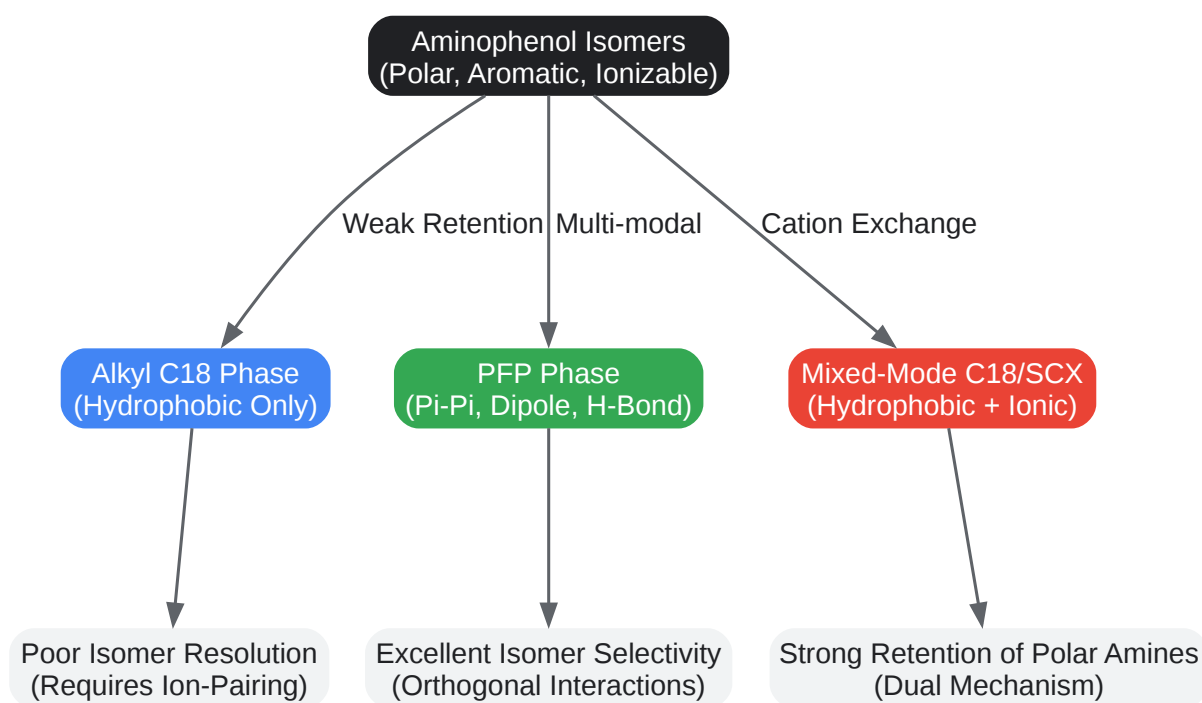 Aminophenol Isomers
(Polar, Aromatic, Ionizable)
Weak Retention
Multi-modal
Cation Exchange
Alkyl C18 Phase
(Hydrophobic Only)
PFP Phase
(Pi-Pi, Dipole, H-Bond)
Mixed-Mode C18/SCX
(Hydrophobic + Ionic)
Poor Isomer Resolution
(Requires Ion-Pairing)
Excellent Isomer Selectivity
(Orthogonal Interactions)
Strong Retention of Polar Amines
(Dual Mechanism)